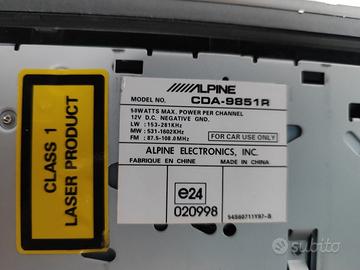 CLASS 1
LASER PRODUCT
ALPINE
MODEL NO. CDA-9851R
50WATTS MAX. POWER PER CHANNEL
12V D.C. NEGATIVE GND.
LW : 153-281KHz
MW : 531-1602KHz
FM : 87.5-108.0MHz
FOR CAR USE ONLY
ALPINE ELECTRONICS, INC.
FABRIQUE EN CHINE MADE IN CHINA
e24
020998
54S60711Y97-B
subito